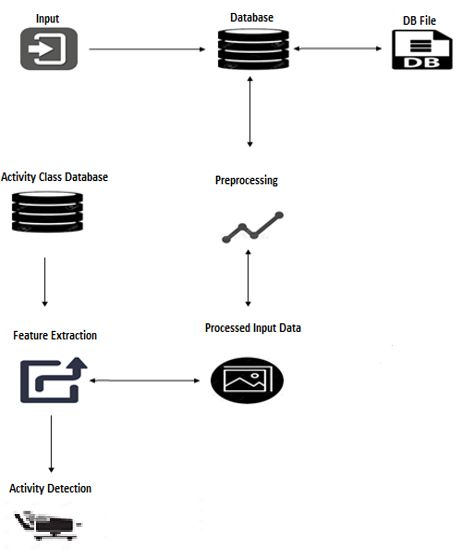 Input
Database
DB File
DB
Activity Class Database
Preprocessing
Feature Extraction
Processed Input Data
Activity Detection